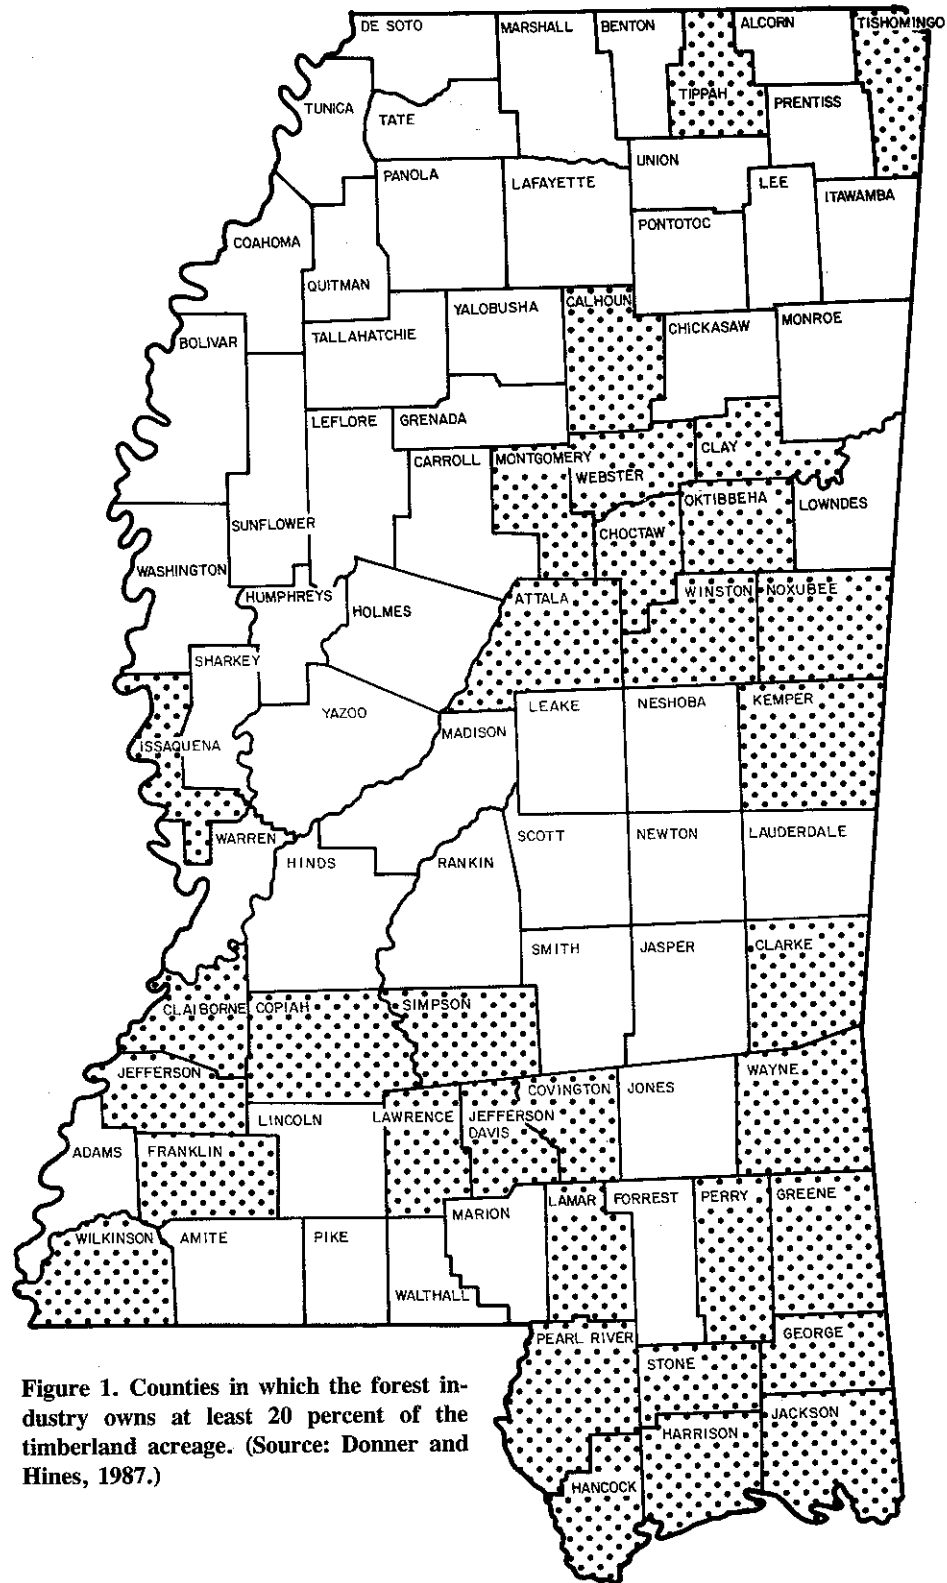 DE SOTO
MARSHALL
BENTON
ALCORN
TISHOMINGO
TUNICA
TATE
TIPPAH
PRENTISS
PANOLA
LAFAYETTE
UNION
LEE
ITAWAMBA
COAHOMA
QUITMAN
PONTOTOC
BOLIVAR
TALLAHATCHIE
YALOBUSHA
CALHOUN
CHICKASAW
MONROE
LEFLORE
GRENADA
CARROLL
MONTGOMERY
WEBSTER
CLAY
SUNFLOWER
CHOCTAW
OKTIBBEHA
LOWNDES
WASHINGTON
HUMPHREYS
HOLMES
ATTALA
WINSTON
NOXUBEE
SHARKEY
YAZOO
MADISON
LEAKE
NESHOBA
KEMPER
ISSAQUENA
WARREN
HINDS
RANKIN
SCOTT
NEWTON
LAUDERDALE
SMITH
JASPER
CLARKE
CLAIBORNE
COPIAH
SIMPSON
JEFFERSON
LINCOLN
LAWRENCE
JEFFERSON
DAVIS
COVINGTON
JONES
WAYNE
ADAMS
FRANKLIN
WILKINSON
AMITE
PIKE
WALTHALL
MARION
LAMAR
FORREST
PERRY
GREENE
PEARL RIVER
STONE
GEORGE
HANCOCK
HARRISON
JACKSON
Figure 1. Counties in which the forest in-
dustry owns at least 20 percent of the
timberland acreage. (Source: Donner and
Hines, 1987.)